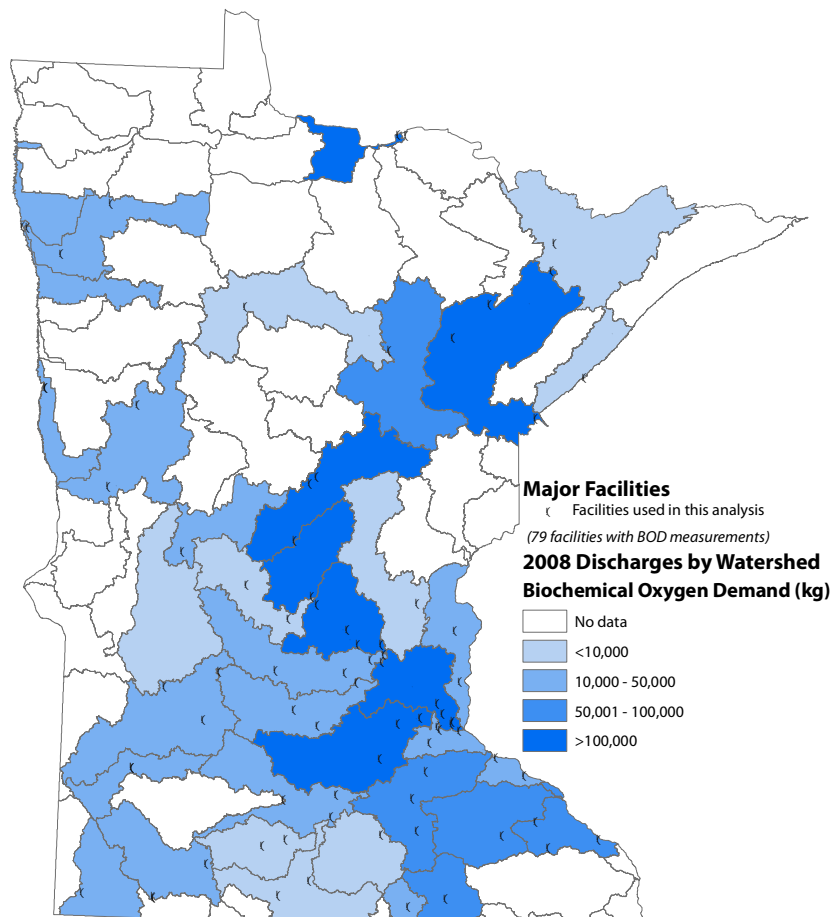 Major Facilities
Facilities used in this analysis
(79 facilities with BOD measurements)
2008 Discharges by Watershed
Biochemical Oxygen Demand (kg)
No data
<10,000
10,000 - 50,000
50,001 - 100,000
>100,000